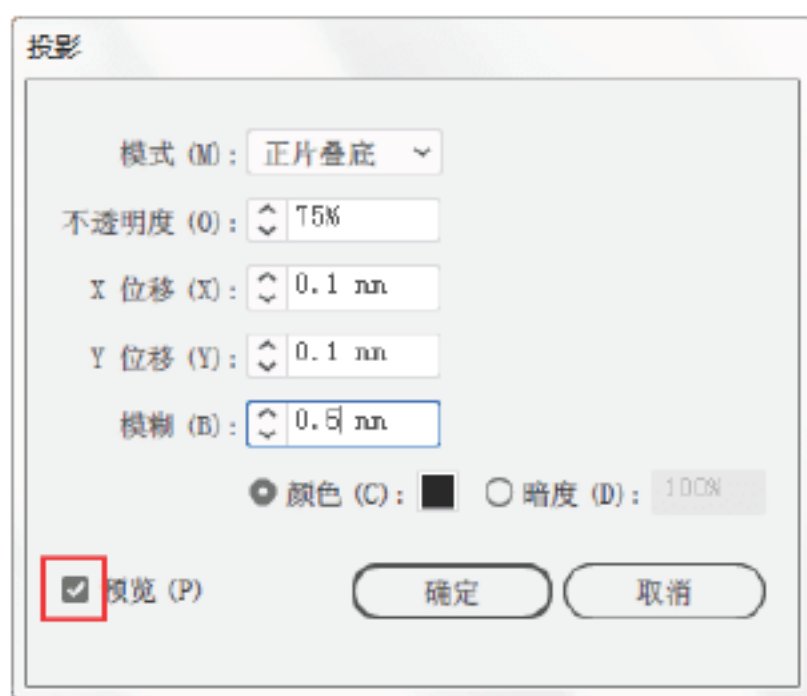 投影
模式 (M): 正片叠底
不透明度 (O): 75%
X 位移 (X): 0.1 mm
Y 位移 (Y): 0.1 mm
模糊 (B): 0.5 mm
颜色 (C): 暗度 (D): 100%
预览 (P) 确定 取消